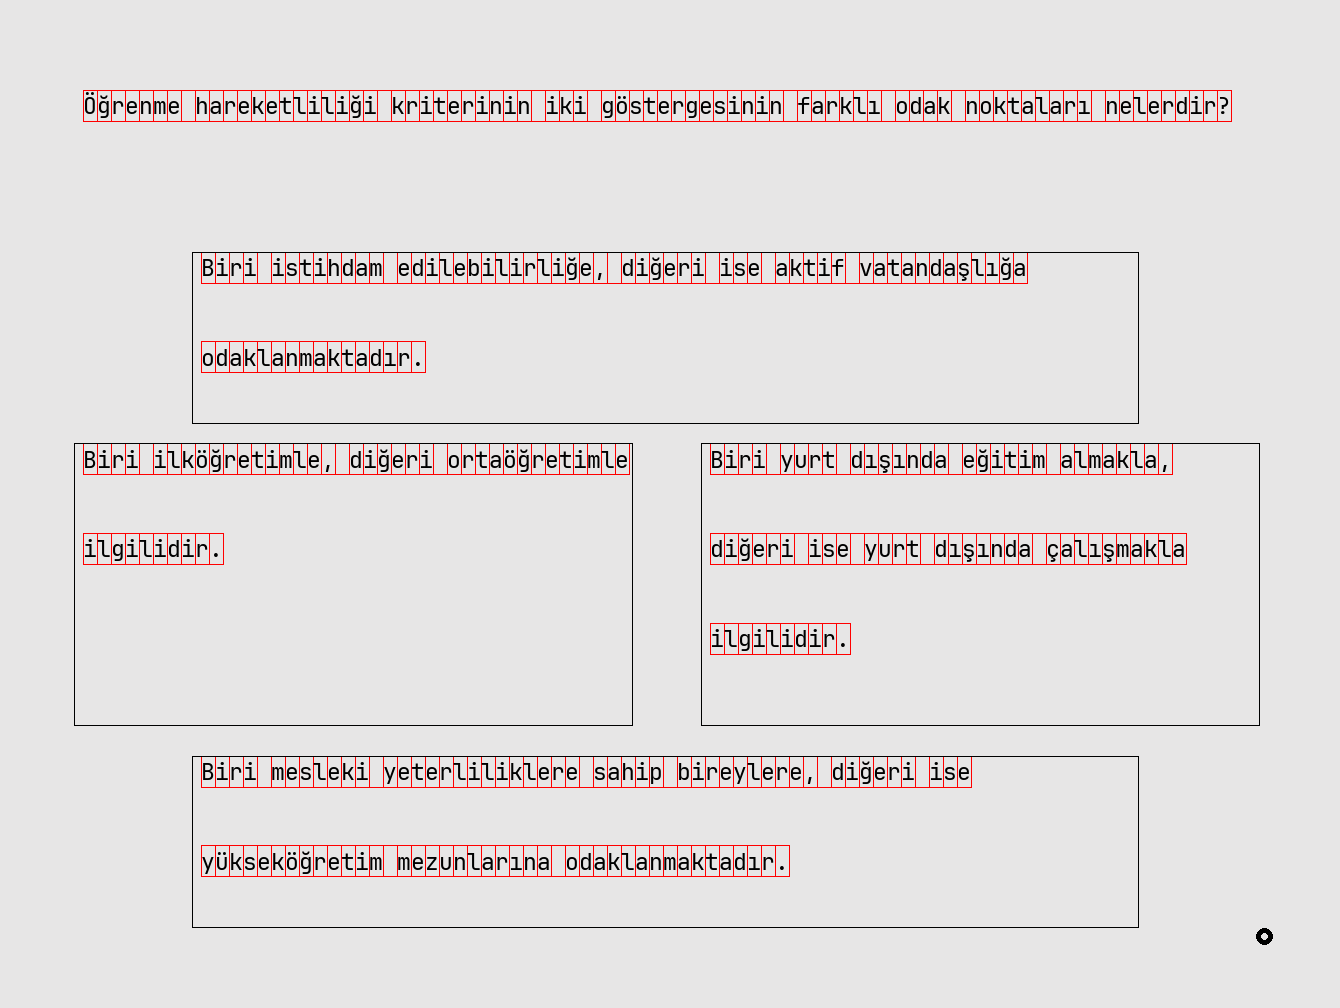 Öğrenme hareketliliği kriterinin iki göstergesinin farklı odak noktaları nelerdir?
Biri istihdam edilebilirliğe, diğeri ise aktif vatandaşlığa
odaklanmaktadır.
Biri ilköğretimle, diğeri ortaöğretimle
ilgilidir.
Biri yurt dışında eğitim almakla,
diğeri ise yurt dışında çalışmakla
ilgilidir.
Biri mesleki yeterliliklere sahip bireylere, diğeri ise
yükseköğretim mezunlarına odaklanmaktadır.